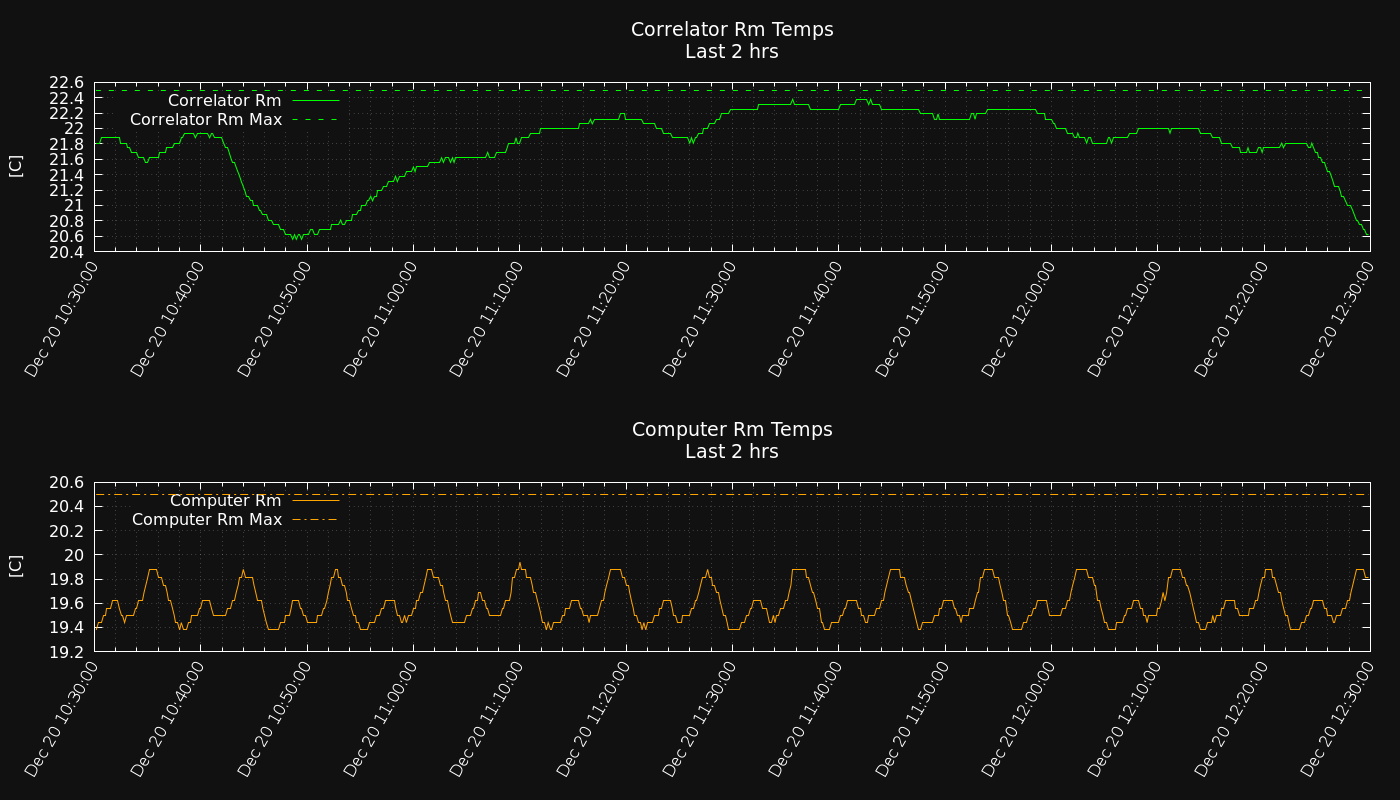 Correlator Rm Temps
Last 2 hrs
[C]
22.6
22.4
22.2
22
21.8
21.6
21.4
21.2
21
20.8
20.6
20.4
Correlator Rm
Correlator Rm Max
Dec 20 10:30:00
Dec 20 10:40:00
Dec 20 10:50:00
Dec 20 11:00:00
Dec 20 11:10:00
Dec 20 11:20:00
Dec 20 11:30:00
Dec 20 11:40:00
Dec 20 11:50:00
Dec 20 12:00:00
Dec 20 12:10:00
Dec 20 12:20:00
Dec 20 12:30:00
Computer Rm Temps
Last 2 hrs
[C]
20.6
20.4
20.2
20
19.8
19.6
19.4
19.2
Computer Rm
Computer Rm Max
Dec 20 10:30:00
Dec 20 10:40:00
Dec 20 10:50:00
Dec 20 11:00:00
Dec 20 11:10:00
Dec 20 11:20:00
Dec 20 11:30:00
Dec 20 11:40:00
Dec 20 11:50:00
Dec 20 12:00:00
Dec 20 12:10:00
Dec 20 12:20:00
Dec 20 12:30:00